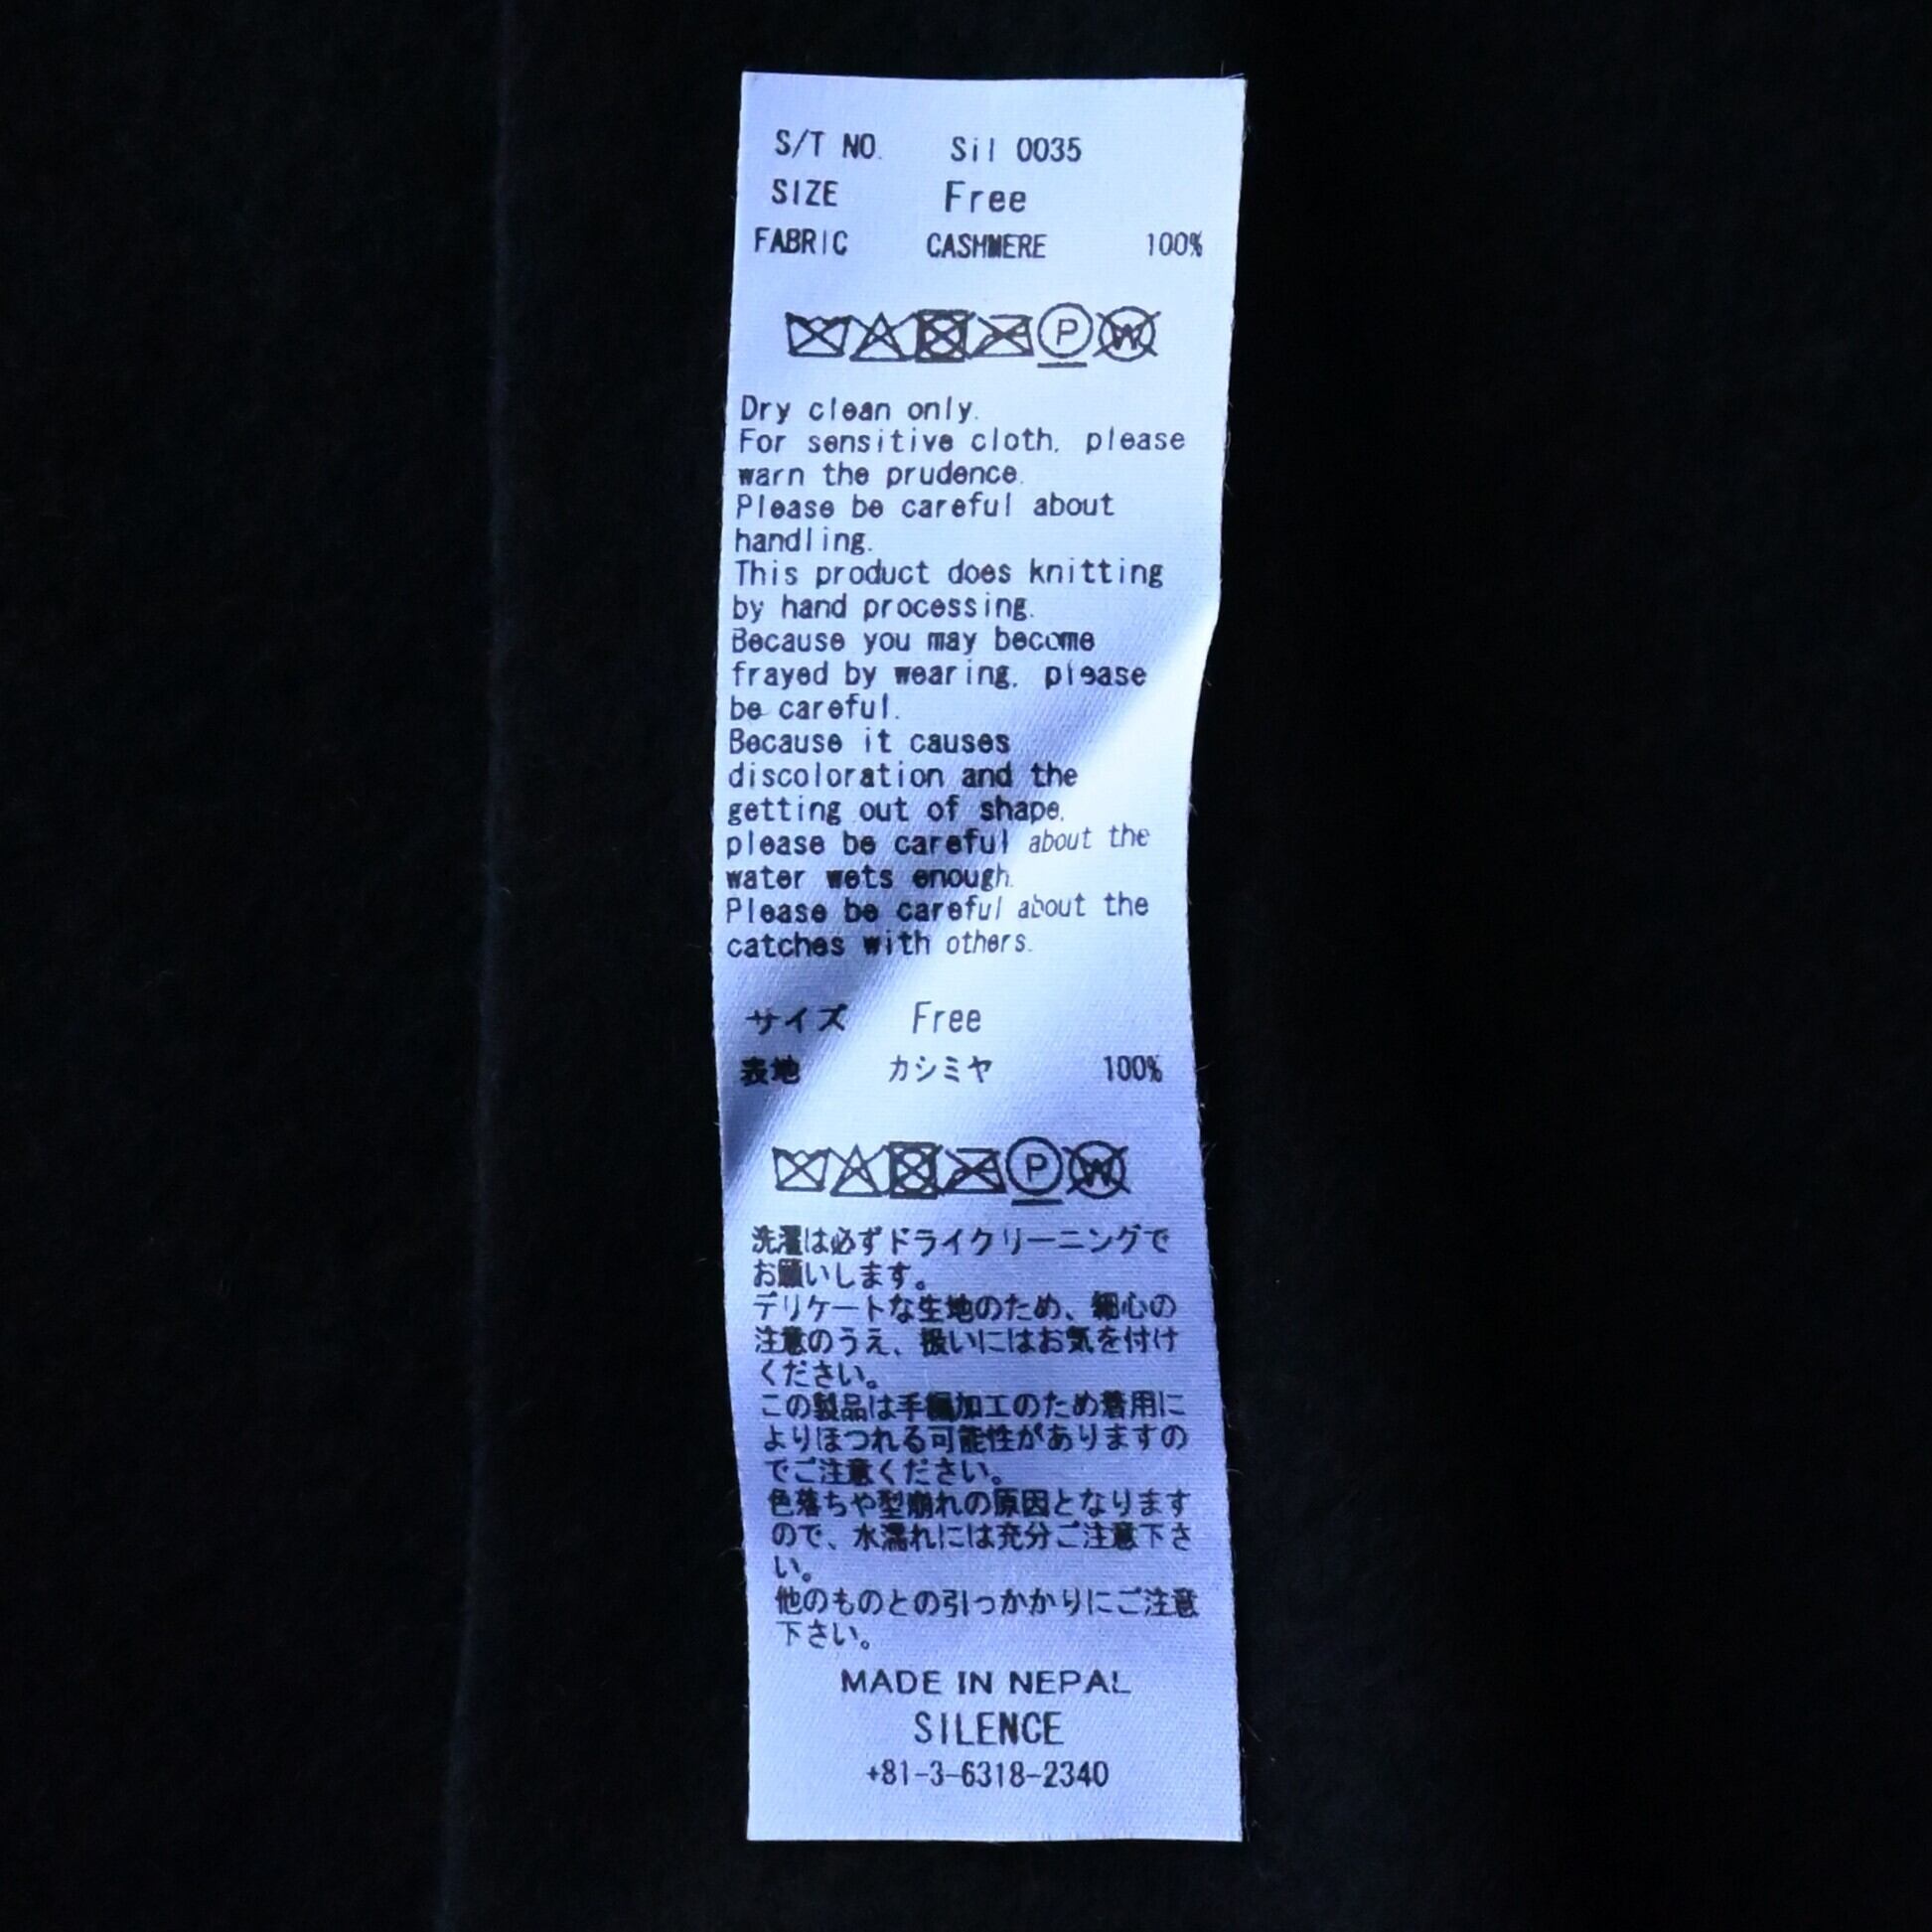 S/T NO. Sil 0035
SIZE Free
FABRIC CASHMERE 100%
P W
Dry clean only.
For sensitive cloth, please
warn the prudence.
Please be careful about
handling.
This product does knitting
by hand processing.
Because you may become
frayed by wearing, please
be careful.
Because it causes
discoloration and the
getting out of shape,
please be careful about the
water wets enough.
Please be careful about the
catches with others.
サイズ Free
表地 カシミヤ 100%
P W
洗濯は必ずドライクリーニングで
お願いします。
デリケートな生地のため、細心の
注意のうえ、扱いにはお気を付け
ください。
この製品は手編加工のため着用に
よりほつれる可能性がありますの
でご注意ください。
色落ちや型崩れの原因となります
ので、水濡れには充分ご注意下さ
い。
他のものとの引っかかりにご注意
下さい。
MADE IN NEPAL
SILENCE
+81-3-6318-2340